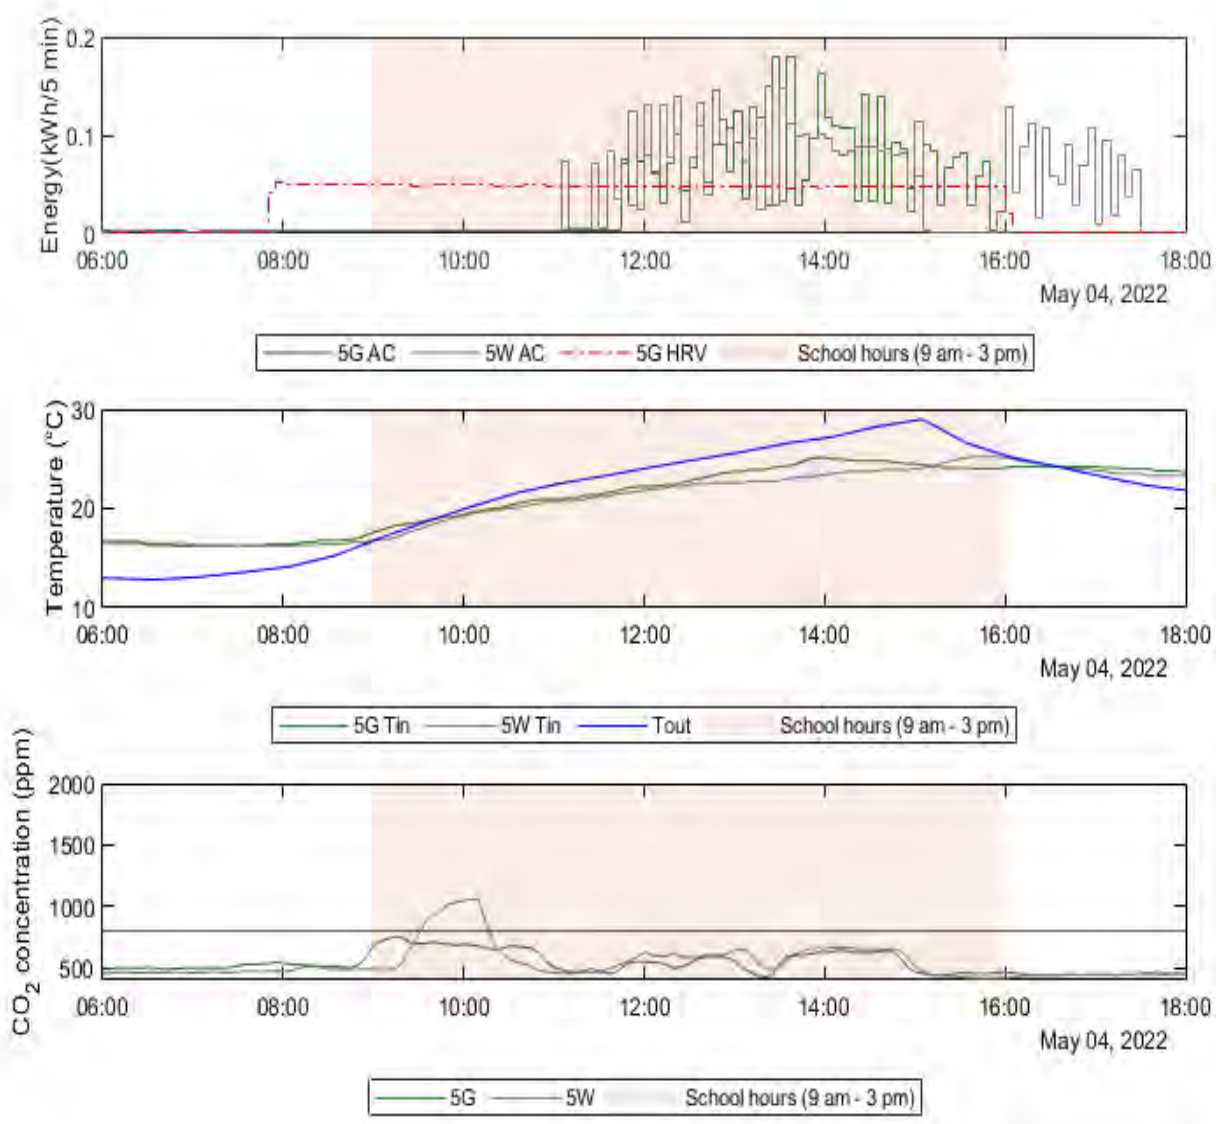 Energy(kWh/5 min)
0.2
0.1
0
06:00 08:00 10:00 12:00 14:00 16:00 18:00
May 04, 2022
5G AC 5W AC 5G HRV School hours (9 am - 3 pm)
Temperature (°C)
30
20
10
06:00 08:00 10:00 12:00 14:00 16:00 18:00
May 04, 2022
5G Tin 5W Tin Tout School hours (9 am - 3 pm)
CO2 concentration (ppm)
2000
1500
1000
500
06:00 08:00 10:00 12:00 14:00 16:00 18:00
May 04, 2022
5G 5W School hours (9 am - 3 pm)